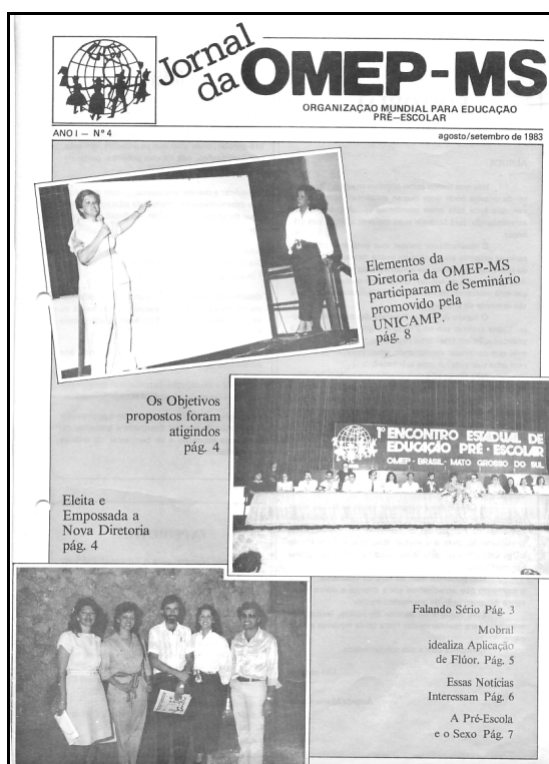 Jornal
da OMEP-MS
ORGANIZAÇÃO MUNDIAL PARA EDUCAÇÃO
PRÉ-ESCOLAR
ANO I — Nº 4
agosto/setembro de 1983
Elementos da
Diretoria da OMEP-MS
participaram de Seminário
promovido pela
UNICAMP.
pág. 8
Os Objetivos
propostos foram
atigindos
pág. 4
1º ENCONTRO ESTADUAL DE
EDUCAÇÃO PRÉ-ESCOLAR
OMEP - BRASIL - MATO GROSSO DO SUL
Eleita e
Empossada a
Nova Diretoria
pág. 4
Falando Sério Pág. 3
Mobral
idealiza Aplicação
de Flúor. Pág. 5
Essas Notícias
Interessam Pág. 6
A Pré-Escola
e o Sexo Pág. 7